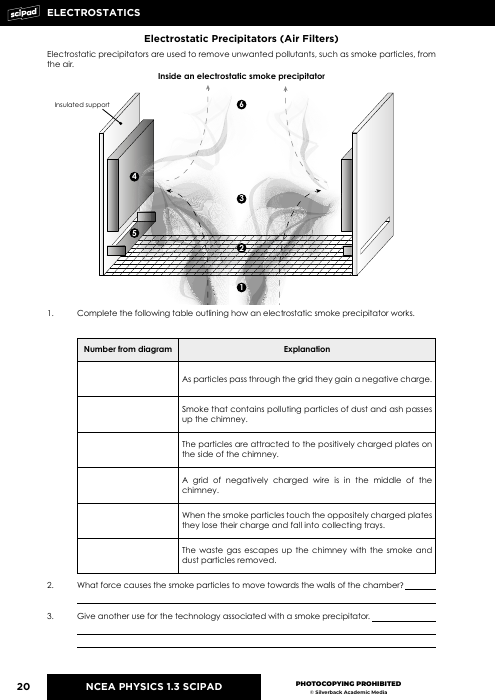 scipad ELECTROSTATICS
Electrostatic Precipitators (Air Filters)
Electrostatic precipitators are used to remove unwanted pollutants, such as smoke particles, from
the air.
Inside an electrostatic smoke precipitator
Insulated support
6
4
3
5
2
1
1. Complete the following table outlining how an electrostatic smoke precipitator works.
Number from diagram Explanation
As particles pass through the grid they gain a negative charge.
Smoke that contains polluting particles of dust and ash passes
up the chimney.
The particles are attracted to the positively charged plates on
the side of the chimney.
A grid of negatively charged wire is in the middle of the
chimney.
When the smoke particles touch the oppositely charged plates
they lose their charge and fall into collecting trays.
The waste gas escapes up the chimney with the smoke and
dust particles removed.
2. What force causes the smoke particles to move towards the walls of the chamber?
3. Give another use for the technology associated with a smoke precipitator.
20 NCEA PHYSICS 1.3 SCIPAD
PHOTOCOPYING PROHIBITED
© Silverback Academic Media